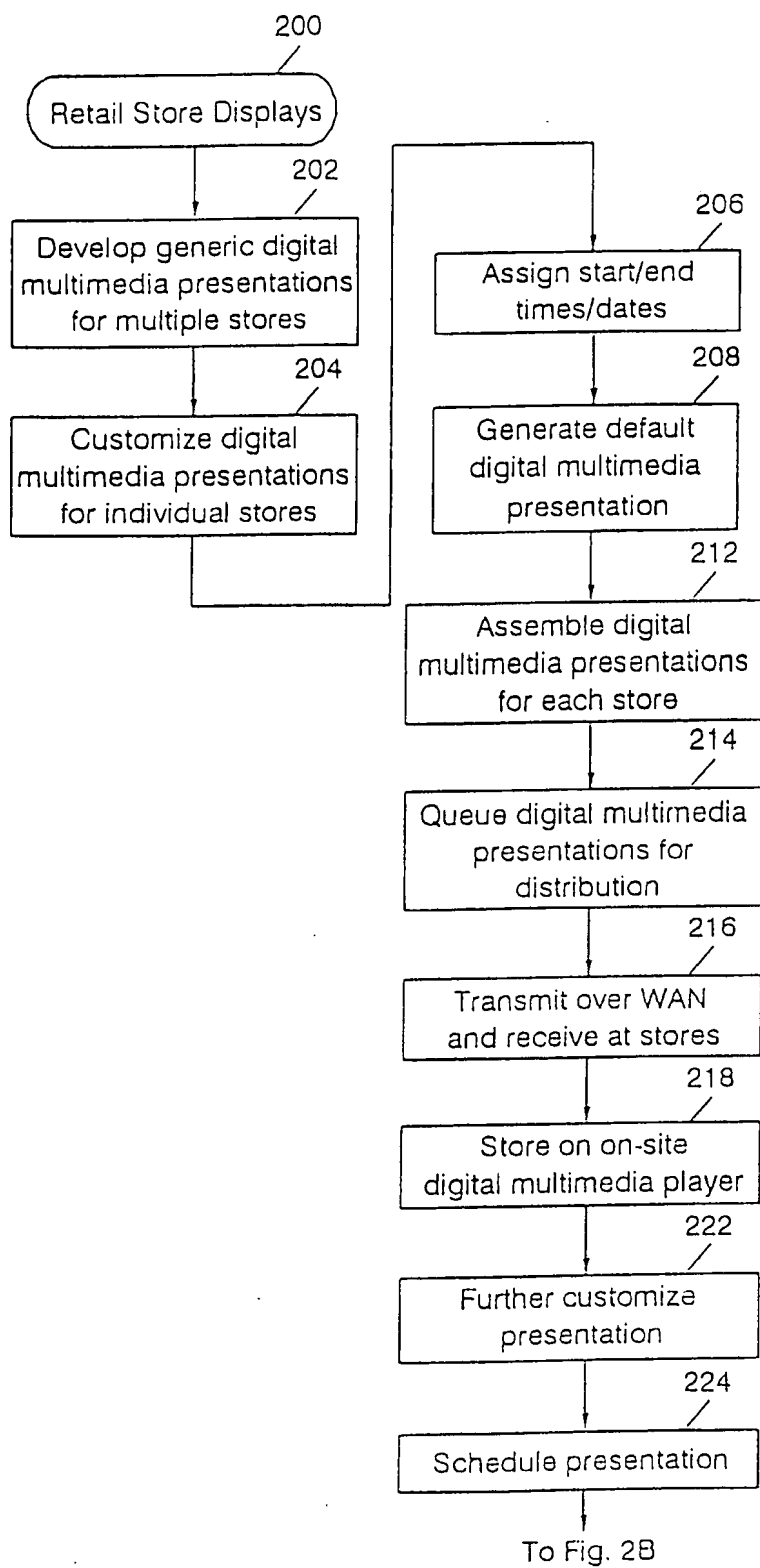 200
Retail Store Displays
202
Develop generic digital
multimedia presentations
for multiple stores
204
Customize digital
multimedia presentations
for individual stores
206
Assign start/end
times/dates
208
Generate default
digital multimedia
presentation
212
Assemble digital
multimedia presentations
for each store
214
Queue digital multimedia
presentations for
distribution
216
Transmit over WAN
and receive at stores
218
Store on on-site
digital multimedia player
222
Further customize
presentation
224
Schedule presentation
To Fig. 2B